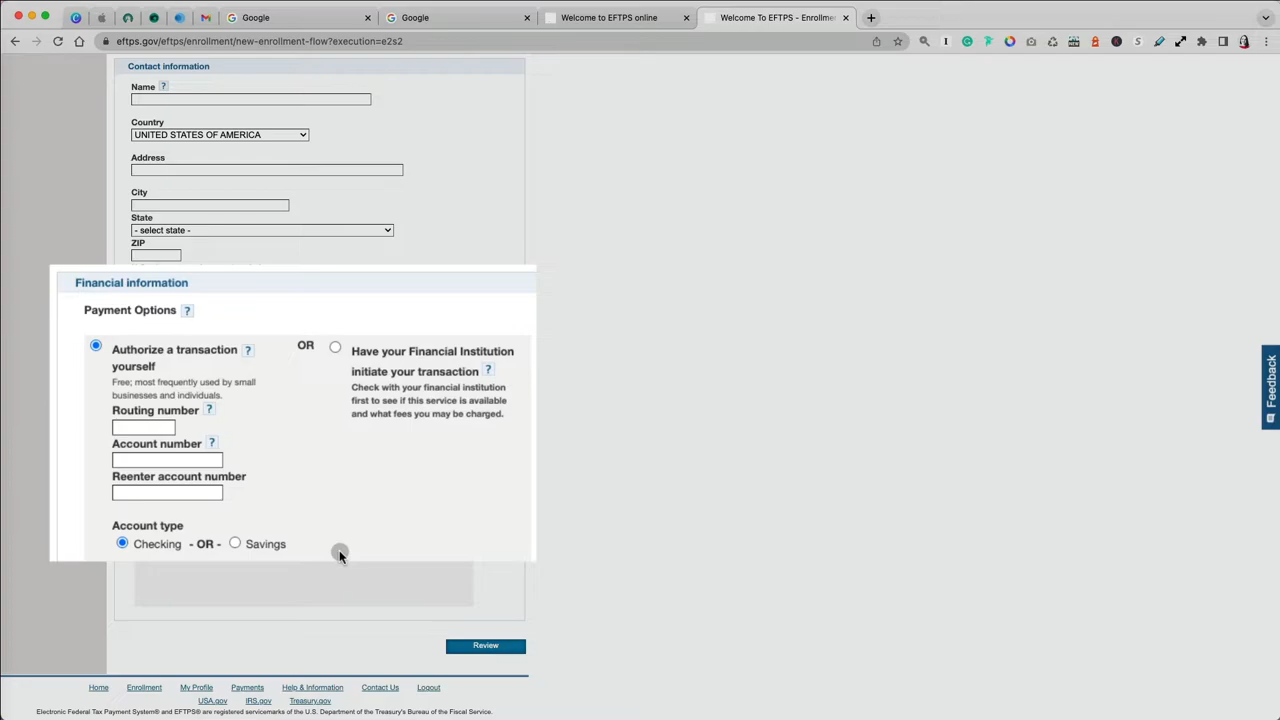 Google
Google
Welcome to EFTPS online
Welcome To EFTPS - Enrollmen
eftps.gov/eftps/enrollment/new-enrollment-flow?execution=e2s2
Contact information
Name ?
Country
UNITED STATES OF AMERICA
Address
City
State
- select state -
ZIP
Financial information
Payment Options ?
Authorize a transaction ?
yourself
Free; most frequently used by small
businesses and individuals.
OR
Have your Financial Institution
initiate your transaction ?
Check with your financial institution
first to see if this service is available
and what fees you may be charged.
Routing number ?
Account number ?
Reenter account number
Account type
Checking - OR - Savings
Feedback
Review
Home Enrollment My Profile Payments Help & Information Contact Us Logout
USA.gov IRS.gov Treasury.gov
Electronic Federal Tax Payment System® and EFTPS® are registered servicemarks of the U.S. Department of the Treasury's Bureau of the Fiscal Service.